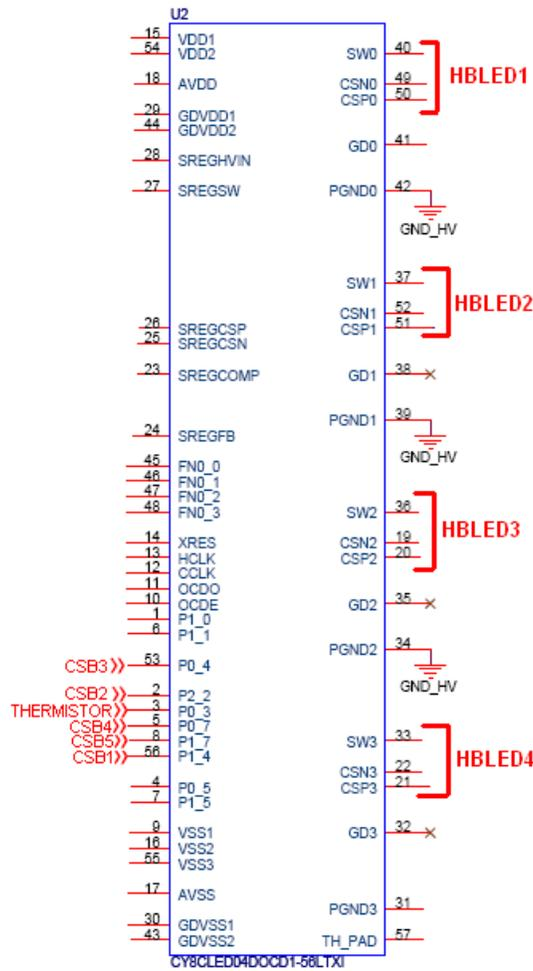 U2
15 VDD1
54 VDD2
SW0 40
18 AVDD
CSN0 49
CSP0 50
HBLED1
29 GDVDD1
44 GDVDD2
GD0 41
28 SREGHVIN
27 SREGSW
PGND0 42
GND_HV
SW1 37
CSN1 52
CSP1 51
HBLED2
26 SREGCSP
25 SREGCSN
23 SREGCOMP
GD1 38
PGND1 39
24 SREGFB
GND_HV
45 FN0_0
46 FN0_1
47 FN0_2
48 FN0_3
SW2 36
HBLED3
14 XRES
CSN2 19
13 HCLK
CSP2 20
12 CCLK
11 OCDO
10 OCDE
GD2 35
1 P1_0
6 P1_1
PGND2 34
CSB3 53 P0_4
GND_HV
CSB2 2 P2_2
THERMISTOR 3 P0_3
CSB4 5 P0_7
CSB5 8 P1_7
SW3 33
CSB1 56 P1_4
HBLED4
CSN3 22
4 P0_5
CSP3 21
7 P1_5
9 VSS1
GD3 32
16 VSS2
55 VSS3
17 AVSS
PGND3 31
30 GDVSS1
43 GDVSS2
TH_PAD 57
CY8CLED04DOCD1-56LTXI